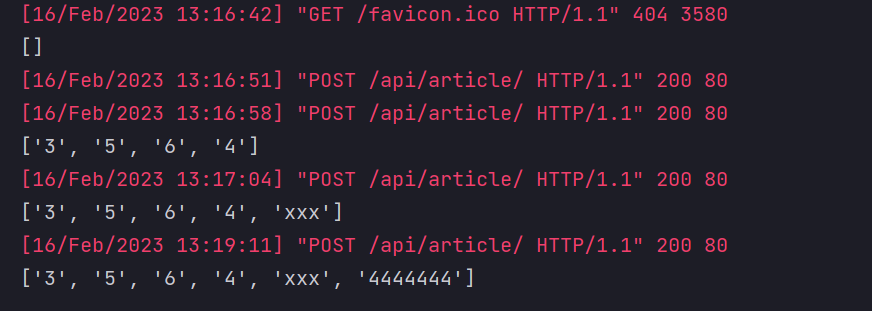 [16/Feb/2023 13:16:42] "GET /favicon.ico HTTP/1.1" 404 3580
[]
[16/Feb/2023 13:16:51] "POST /api/article/ HTTP/1.1" 200 80
[16/Feb/2023 13:16:58] "POST /api/article/ HTTP/1.1" 200 80
['3', '5', '6', '4']
[16/Feb/2023 13:17:04] "POST /api/article/ HTTP/1.1" 200 80
['3', '5', '6', '4', 'xxx']
[16/Feb/2023 13:19:11] "POST /api/article/ HTTP/1.1" 200 80
['3', '5', '6', '4', 'xxx', '4444444']